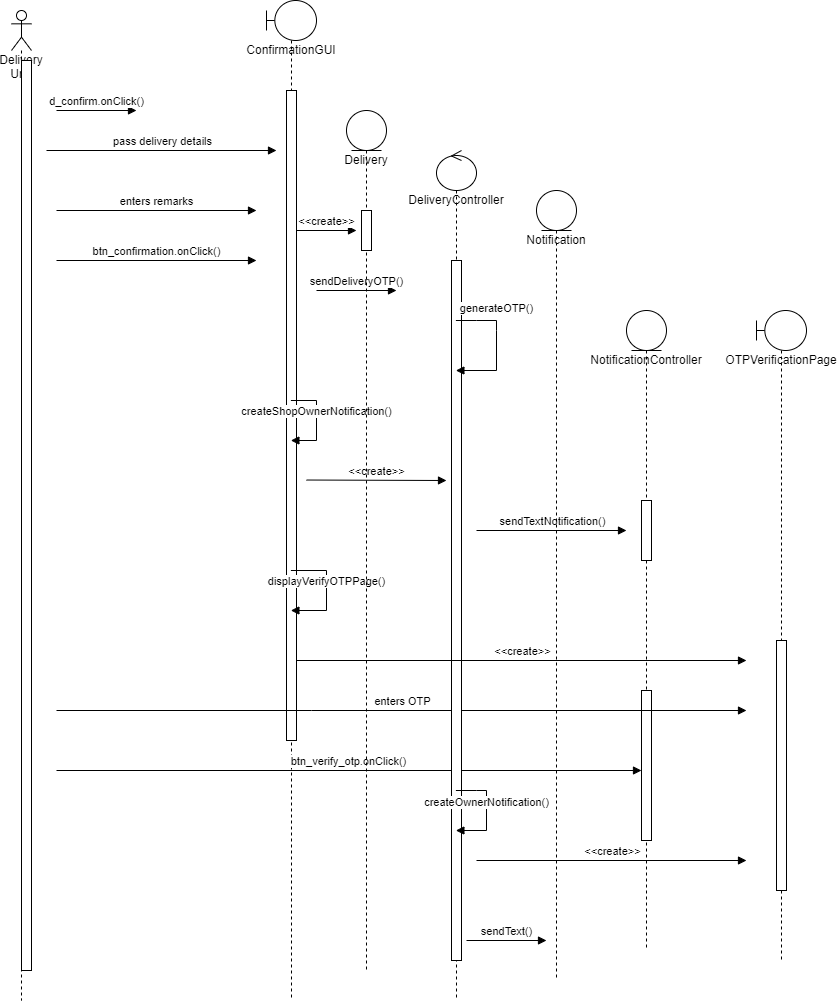 ConfirmationGUI
Delivery
d_confirm.onClick()
pass delivery details
Delivery
DeliveryController
enters remarks
<<create>>
Notification
btn_confirmation.onClick()
sendDeliveryOTP()
generateOTP()
NotificationController
OTPVerificationPage
createShopOwnerNotification()
<<create>>
sendTextNotification()
displayVerifyOTPPage()
<<create>>
enters OTP
btn_verify_otp.onClick()
createOwnerNotification()
<<create>>
sendText()